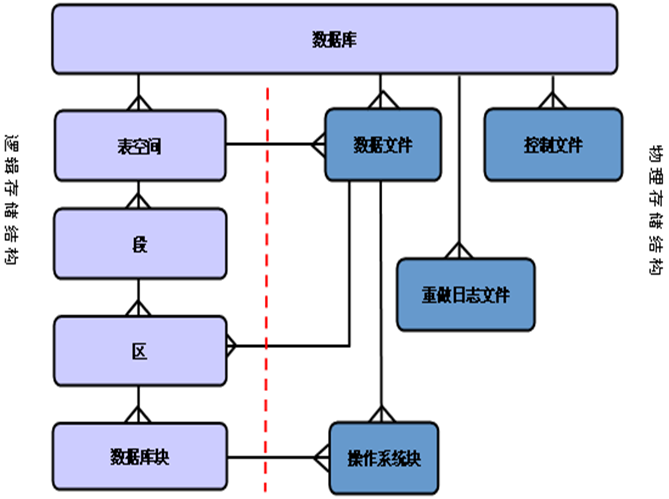 数据库
逻辑存储结构
表空间
数据文件
控制文件
物理存储结构
段
重做日志文件
区
数据库块
操作系统块